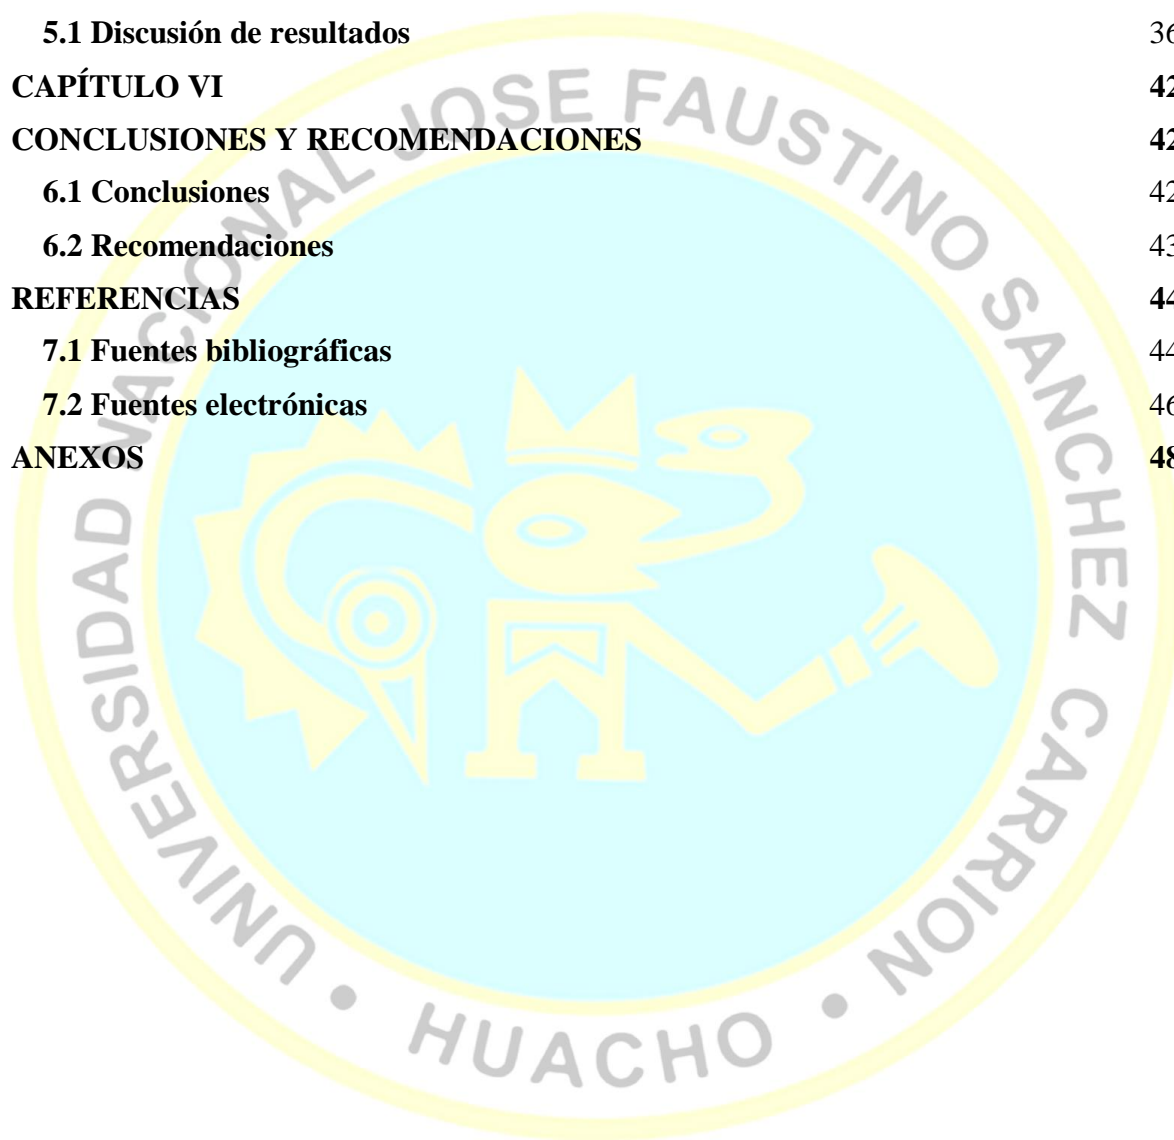 5.1 Discusión de resultados 36
CAPÍTULO VI 42
CONCLUSIONES Y RECOMENDACIONES 42
6.1 Conclusiones 42
6.2 Recomendaciones 43
REFERENCIAS 44
7.1 Fuentes bibliográficas 44
7.2 Fuentes electrónicas 46
ANEXOS 48
UNIVERSIDAD NACIONAL JOSE FAUSTINO SANCHEZ CARRION • HUACHO •